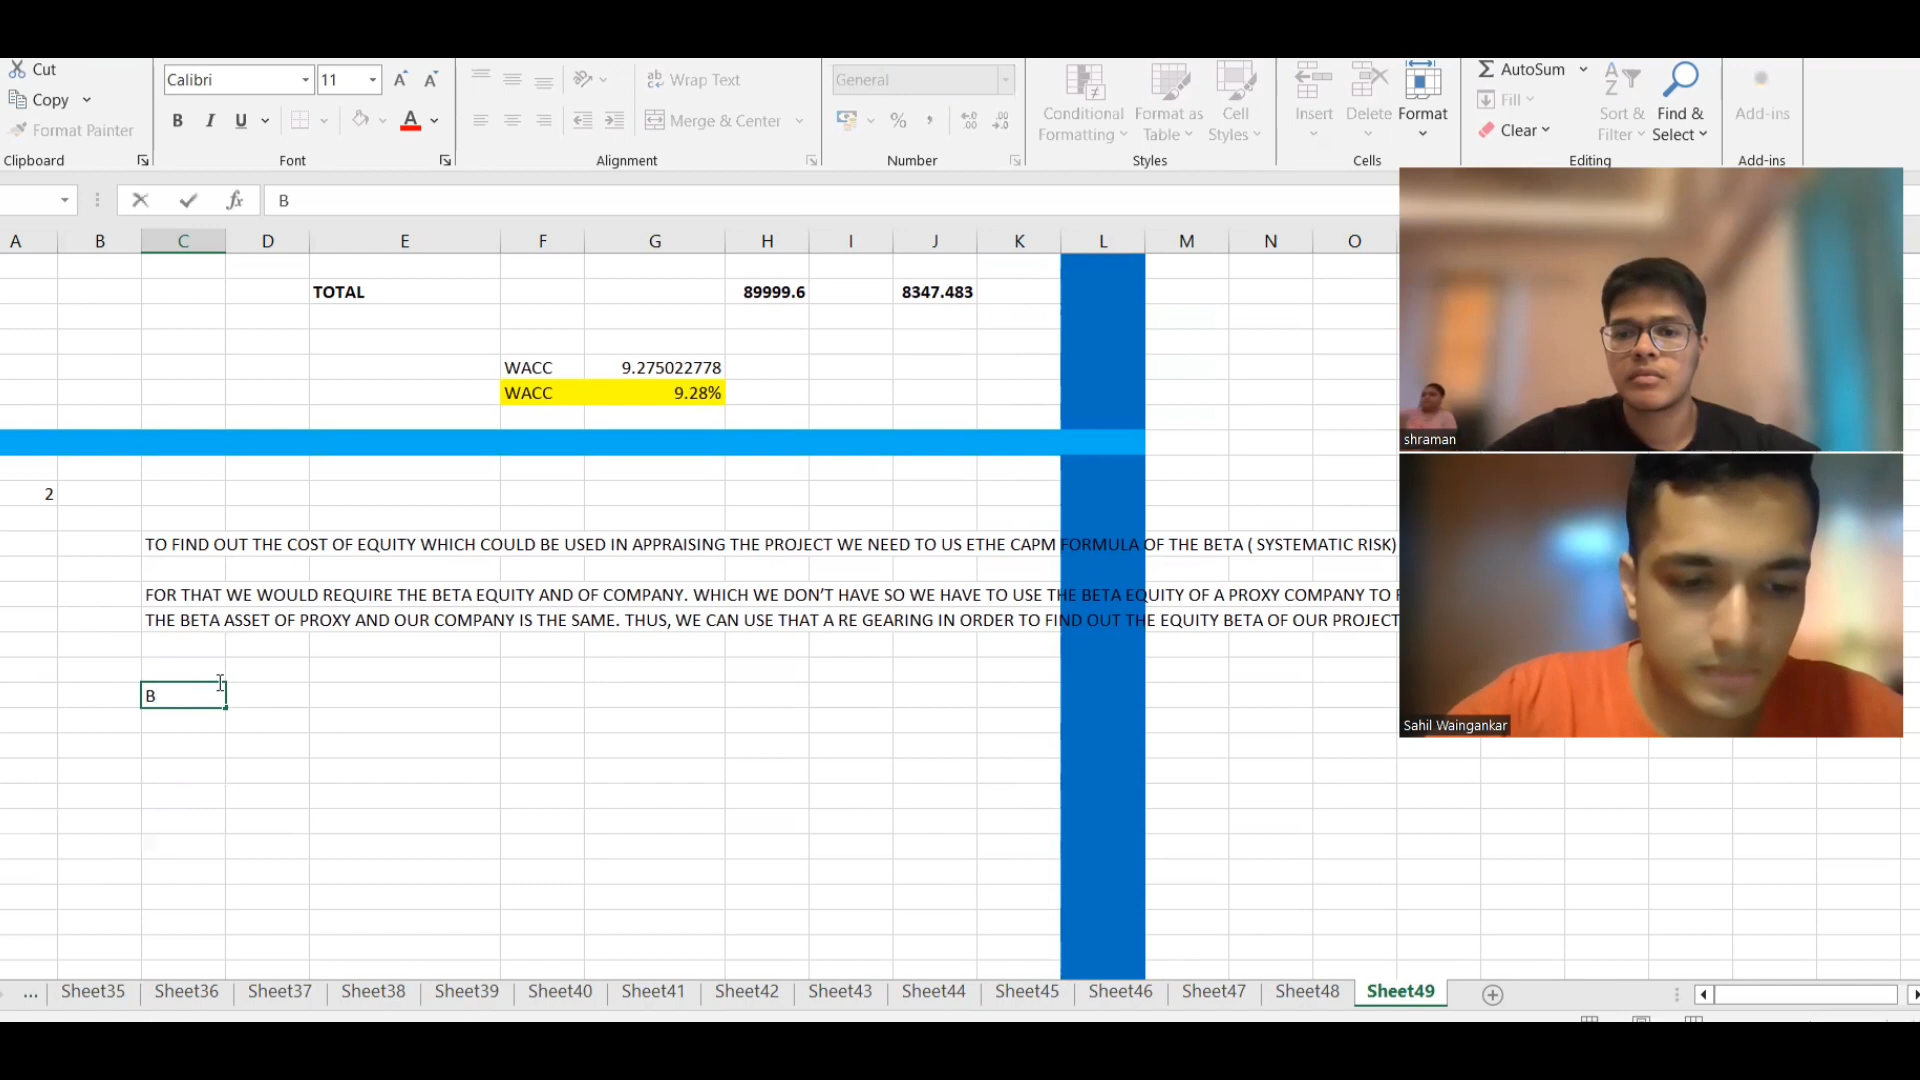 Cut
Copy
Format Painter
Clipboard
Calibri
11
B I U
A
Font
Wrap Text
Merge & Center
Alignment
General
%
Number
Conditional Formatting
Format as Table
Cell Styles
Styles
Insert
Delete
Format
Cells
AutoSum
Fill
Clear
Sort & Filter
Find & Select
Editing
Add-ins
Add-ins
fx
B
A B C D E F G H I J K L M N O
TOTAL 89999.6 8347.483
WACC 9.275022778
WACC 9.28%
2
TO FIND OUT THE COST OF EQUITY WHICH COULD BE USED IN APPRAISING THE PROJECT WE NEED TO US ETHE CAPM FORMULA OF THE BETA ( SYSTEMATIC RISK)
FOR THAT WE WOULD REQUIRE THE BETA EQUITY AND OF COMPANY. WHICH WE DON’T HAVE SO WE HAVE TO USE THE BETA EQUITY OF A PROXY COMPANY TO
THE BETA ASSET OF PROXY AND OUR COMPANY IS THE SAME. THUS, WE CAN USE THAT A RE GEARING IN ORDER TO FIND OUT THE EQUITY BETA OF OUR PROJECT
B
shraman
Sahil Waingankar
... Sheet35 Sheet36 Sheet37 Sheet38 Sheet39 Sheet40 Sheet41 Sheet42 Sheet43 Sheet44 Sheet45 Sheet46 Sheet47 Sheet48 Sheet49